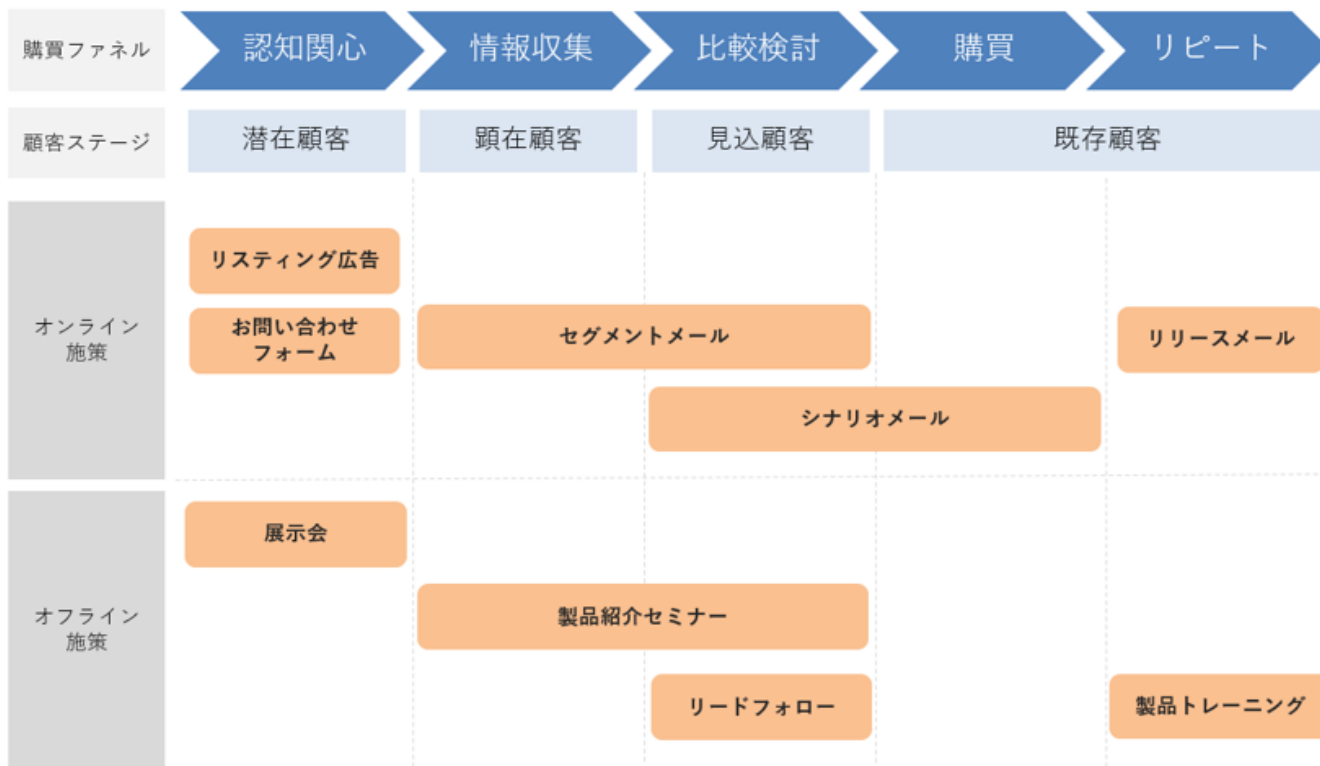 購買ファネル
認知関心
情報収集
比較検討
購買
リピート
顧客ステージ
潜在顧客
顕在顧客
見込顧客
既存顧客
オンライン
施策
リスティング広告
お問い合わせ
フォーム
セグメントメール
リリースメール
シナリオメール
オフライン
施策
展示会
製品紹介セミナー
リードフォロー
製品トレーニング